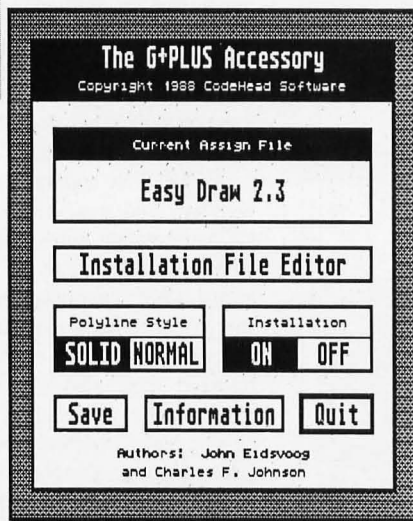 The G+PLUS Accessory
Copyright 1988 CodeHead Software
Current Assign File
Easy Draw 2.3
Installation File Editor
Polyline Style
SOLID NORMAL
Installation
ON OFF
Save Information Quit
Authors: John Eidsvoog
and Charles F. Johnson